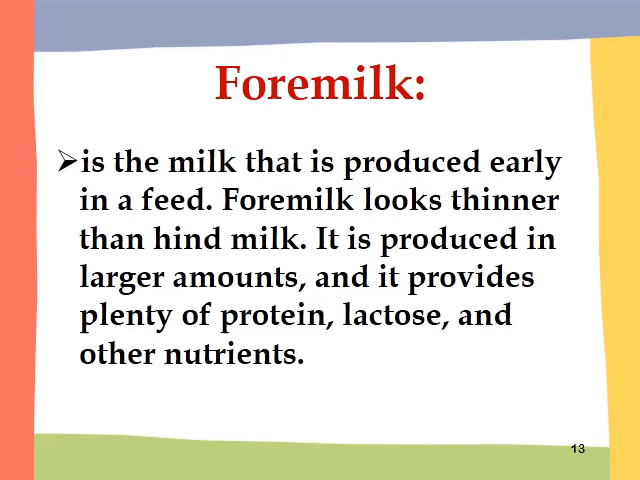 Foremilk:
➢is the milk that is produced early
in a feed. Foremilk looks thinner
than hind milk. It is produced in
larger amounts, and it provides
plenty of protein, lactose, and
other nutrients.
13